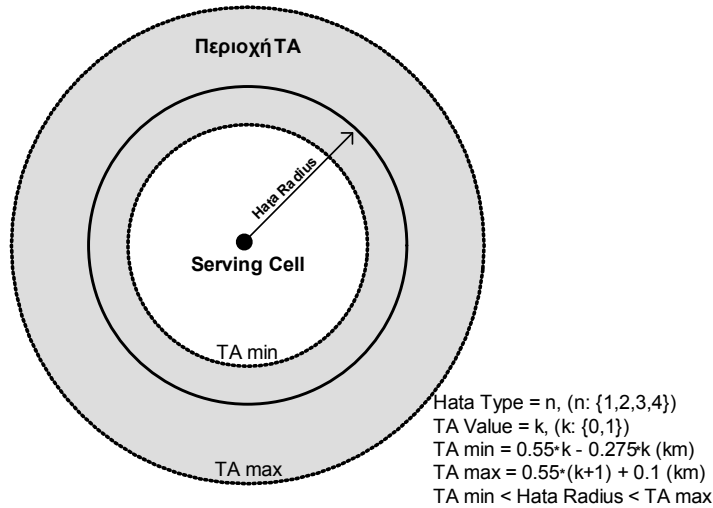 Περιοχή TA
Hata Radius
Serving Cell
TA min
TA max
Hata Type = n, (n: {1,2,3,4})
TA Value = k, (k: {0,1})
TA min = 0.55*k - 0.275*k (km)
TA max = 0.55*(k+1) + 0.1 (km)
TA min < Hata Radius < TA max